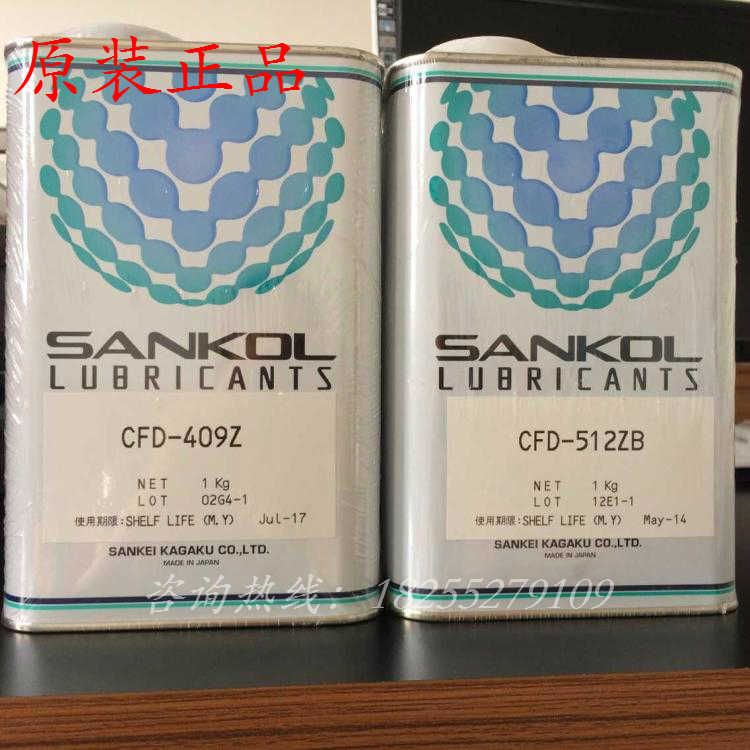 原装正品
SANKOL
LUBRICANTS
CFD-409Z
NET 1 Kg
LOT 02G4-1
使用期限:SHELF LIFE (M.Y) Jul-17
SANKEI KAGAKU CO.,LTD.
MADE IN JAPAN
SANKOL
LUBRICANTS
CFD-512ZB
NET 1 Kg
LOT 12E1-1
使用期限:SHELF LIFE (M.Y) May-14
SANKEI KAGAKU CO.,LTD.
MADE IN JAPAN
咨询热线：18255279109